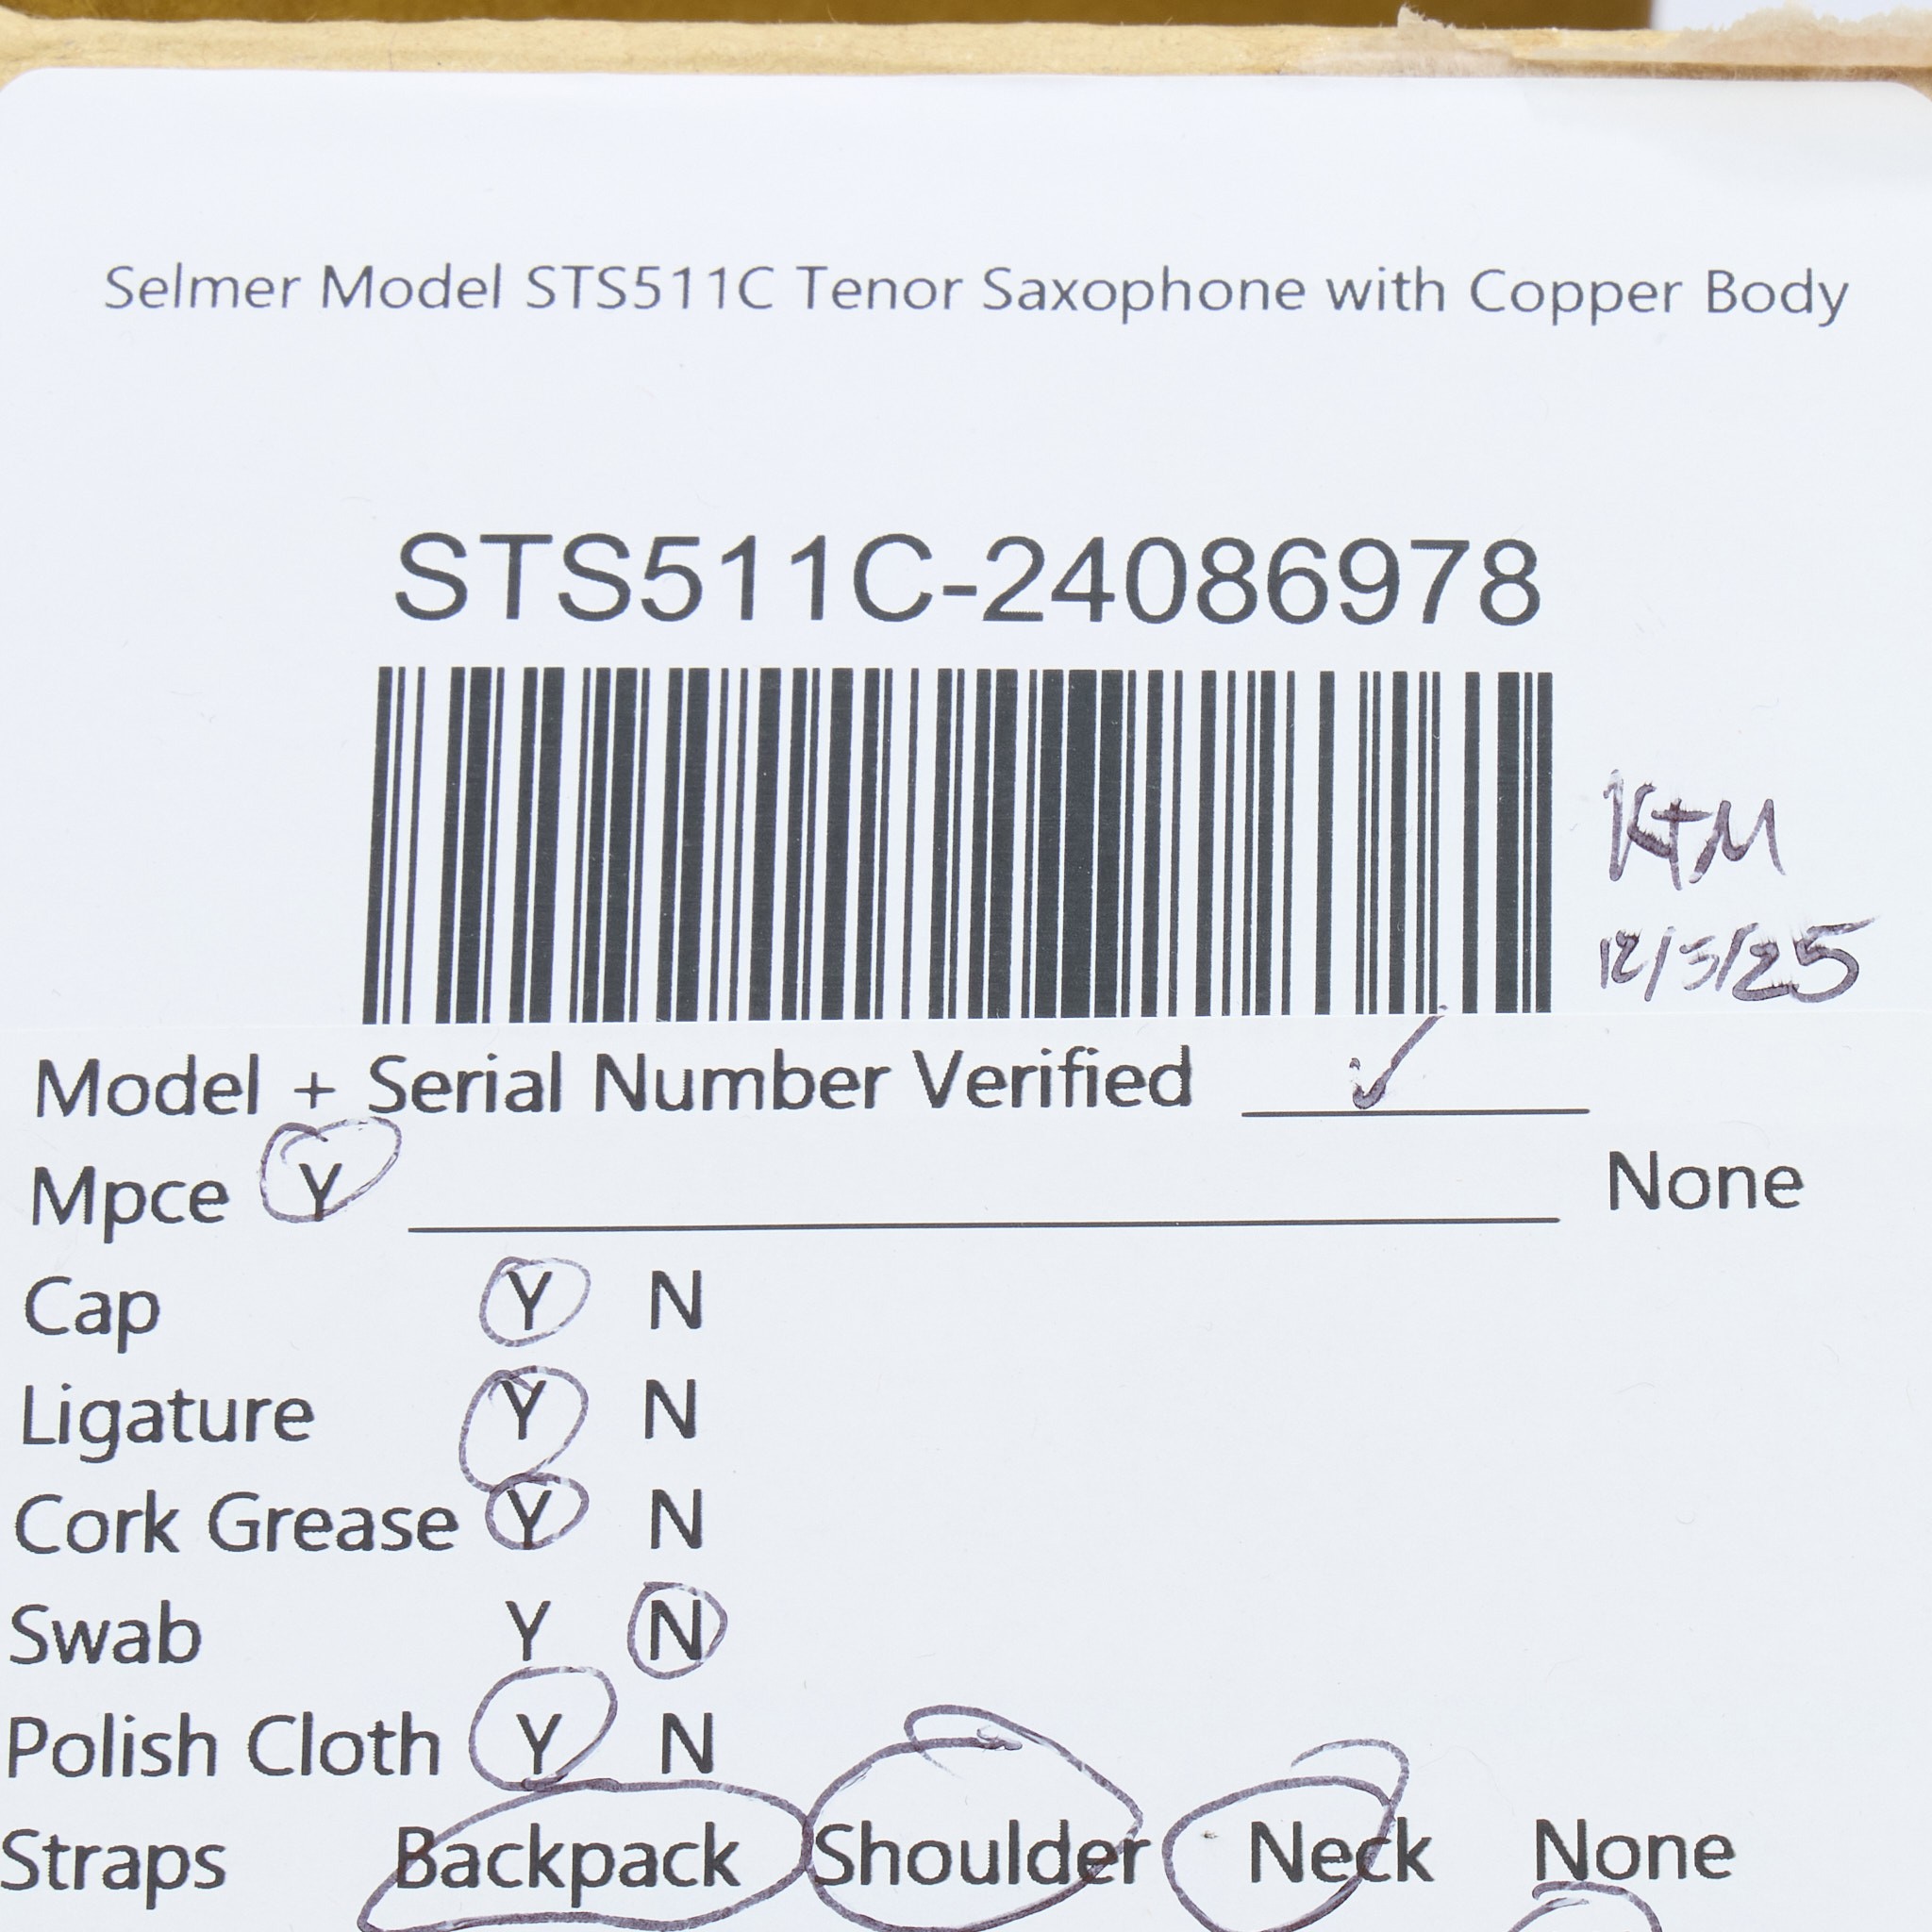 Selmer Model STS511C Tenor Saxophone with Copper Body
STS511C-24086978
KTM
12/3/25
Model + Serial Number Verified ✓
Mpce Y None
Cap Y N
Ligature Y N
Cork Grease Y N
Swab Y N
Polish Cloth Y N
Straps Backpack Shoulder Neck None